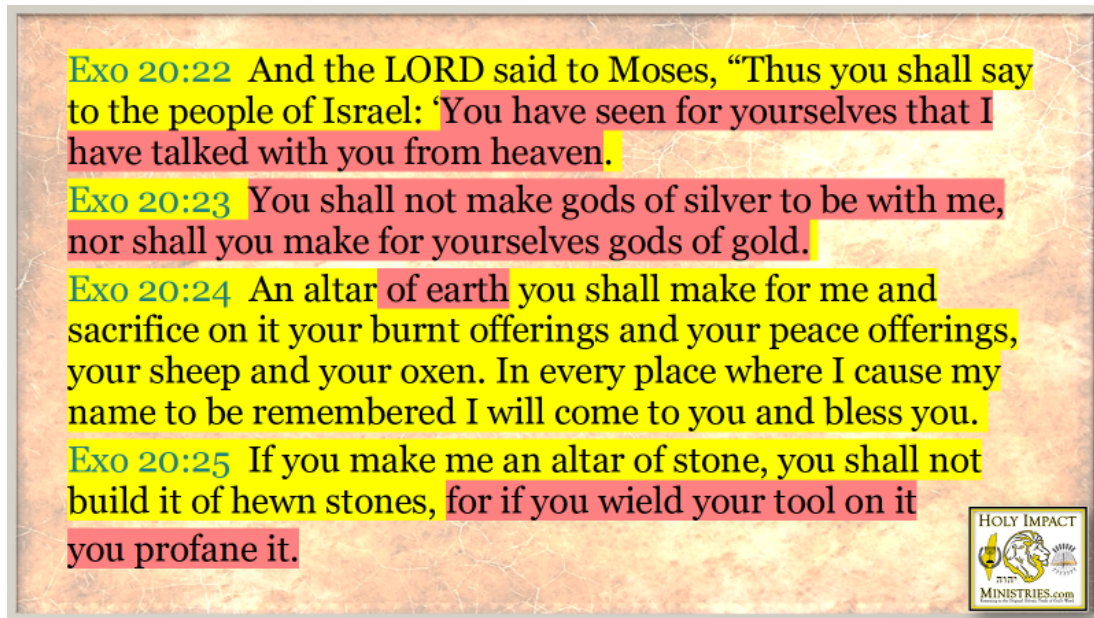 Exo 20:22  And the LORD said to Moses, “Thus you shall say
to the people of Israel: ‘You have seen for yourselves that I
have talked with you from heaven.
Exo 20:23  You shall not make gods of silver to be with me,
nor shall you make for yourselves gods of gold.
Exo 20:24  An altar of earth you shall make for me and
sacrifice on it your burnt offerings and your peace offerings,
your sheep and your oxen. In every place where I cause my
name to be remembered I will come to you and bless you.
Exo 20:25  If you make me an altar of stone, you shall not
build it of hewn stones, for if you wield your tool on it
you profane it.
HOLY IMPACT
יהוה
MINISTRIES.com